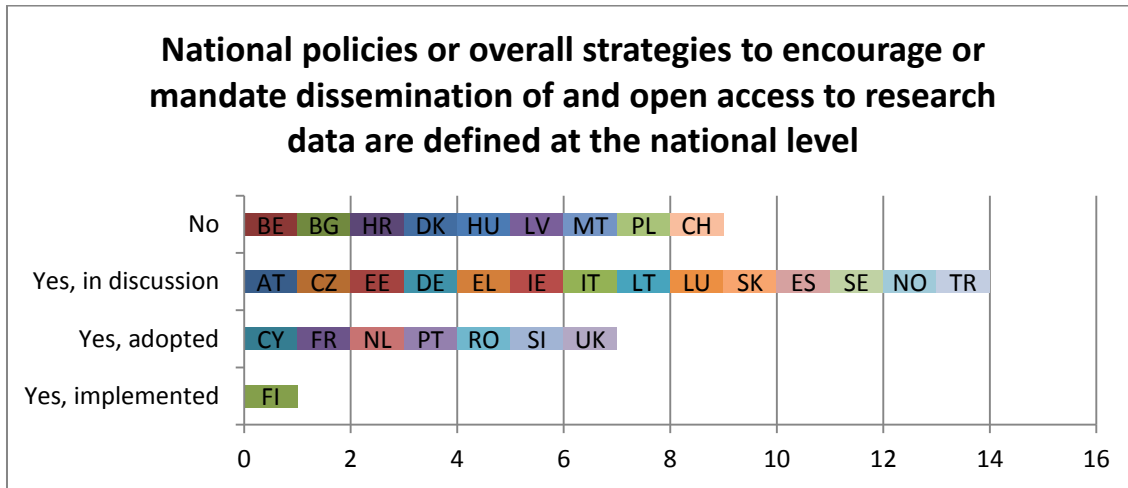 National policies or overall strategies to encourage or
mandate dissemination of and open access to research
data are defined at the national level
No BE BG HR DK HU LV MT PL CH
Yes, in discussion AT CZ EE DE EL IE IT LT LU SK ES SE NO TR
Yes, adopted CY FR NL PT RO SI UK
Yes, implemented FI
0 2 4 6 8 10 12 14 16